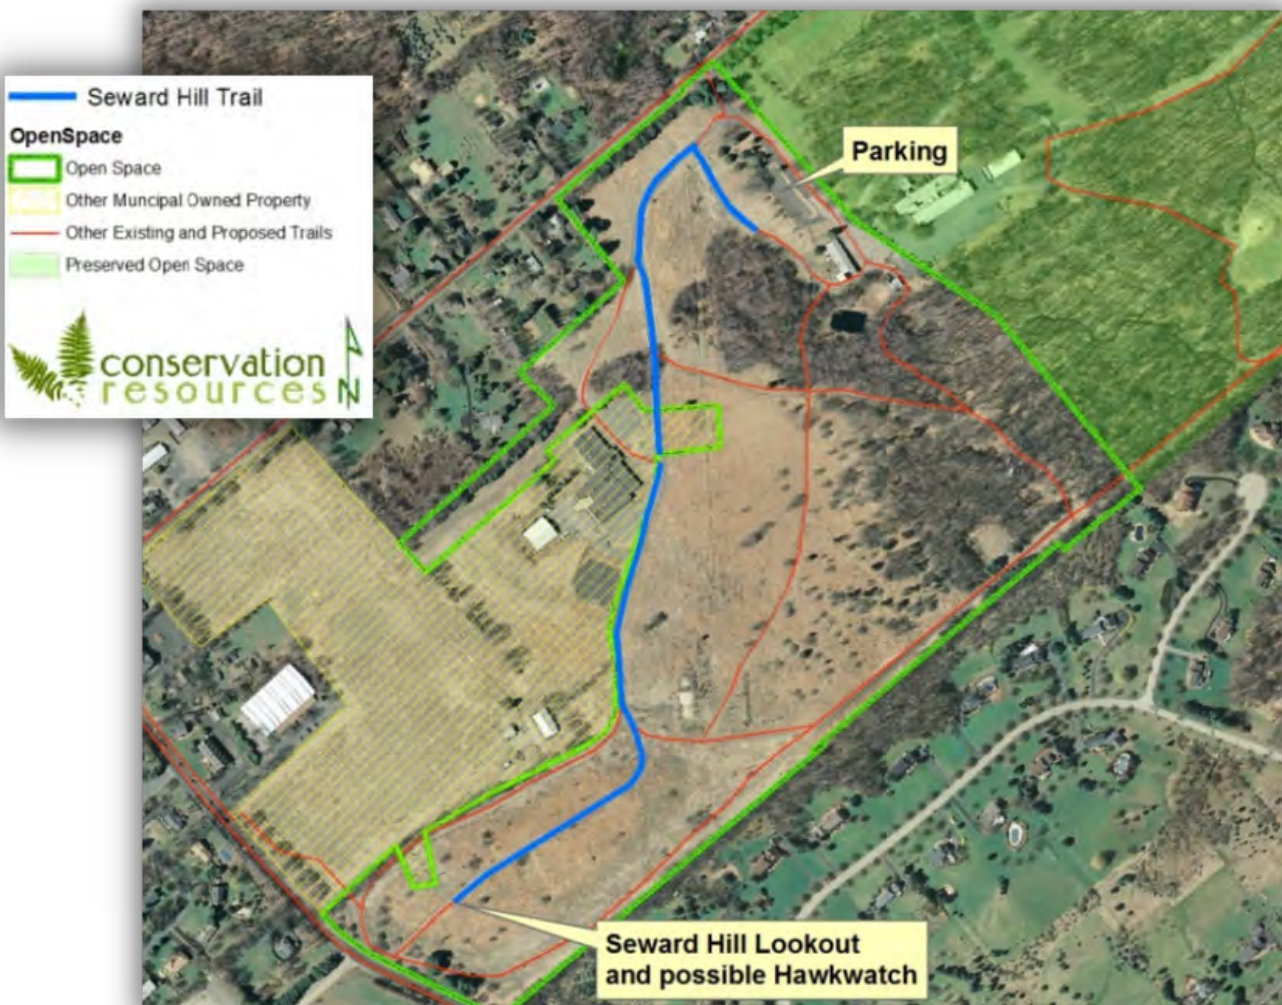 Seward Hill Trail
OpenSpace
Open Space
Other Muncipal Owned Property
Other Existing and Proposed Trails
Preserved Open Space
conservation
resources
N
Parking
Seward Hill Lookout
and possible Hawkwatch